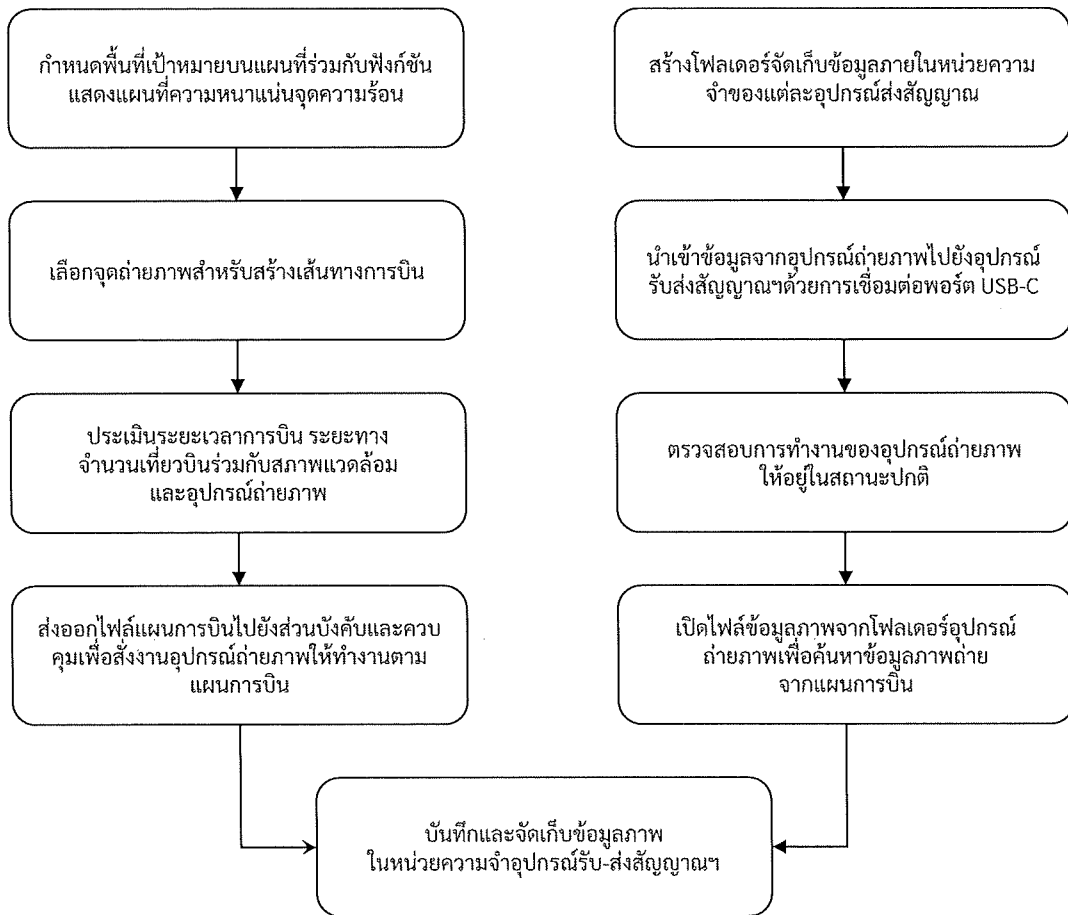 กำหนดพื้นที่เป้าหมายบนแผนที่ร่วมกับฟังก์ชัน
แสดงแผนที่ความหนาแน่นจุดความร้อน
เลือกจุดถ่ายภาพสำหรับสร้างเส้นทางการบิน
ประเมินระยะเวลาการบิน ระยะทาง
จำนวนเที่ยวบินร่วมกับสภาพแวดล้อม
และอุปกรณ์ถ่ายภาพ
ส่งออกไฟล์แผนการบินไปยังส่วนบังคับและควบ
คุมเพื่อสั่งงานอุปกรณ์ถ่ายภาพให้ทำงานตาม
แผนการบิน
สร้างโฟลเดอร์จัดเก็บข้อมูลภายในหน่วยความ
จำของแต่ละอุปกรณ์ส่งสัญญาณ
นำเข้าข้อมูลจากอุปกรณ์ถ่ายภาพไปยังอุปกรณ์
รับส่งสัญญาณฯด้วยการเชื่อมต่อพอร์ต USB-C
ตรวจสอบการทำงานของอุปกรณ์ถ่ายภาพ
ให้อยู่ในสถานะปกติ
เปิดไฟล์ข้อมูลภาพจากโฟลเดอร์อุปกรณ์
ถ่ายภาพเพื่อค้นหาข้อมูลภาพถ่าย
จากแผนการบิน
บันทึกและจัดเก็บข้อมูลภาพ
ในหน่วยความจำอุปกรณ์รับ-ส่งสัญญาณฯ